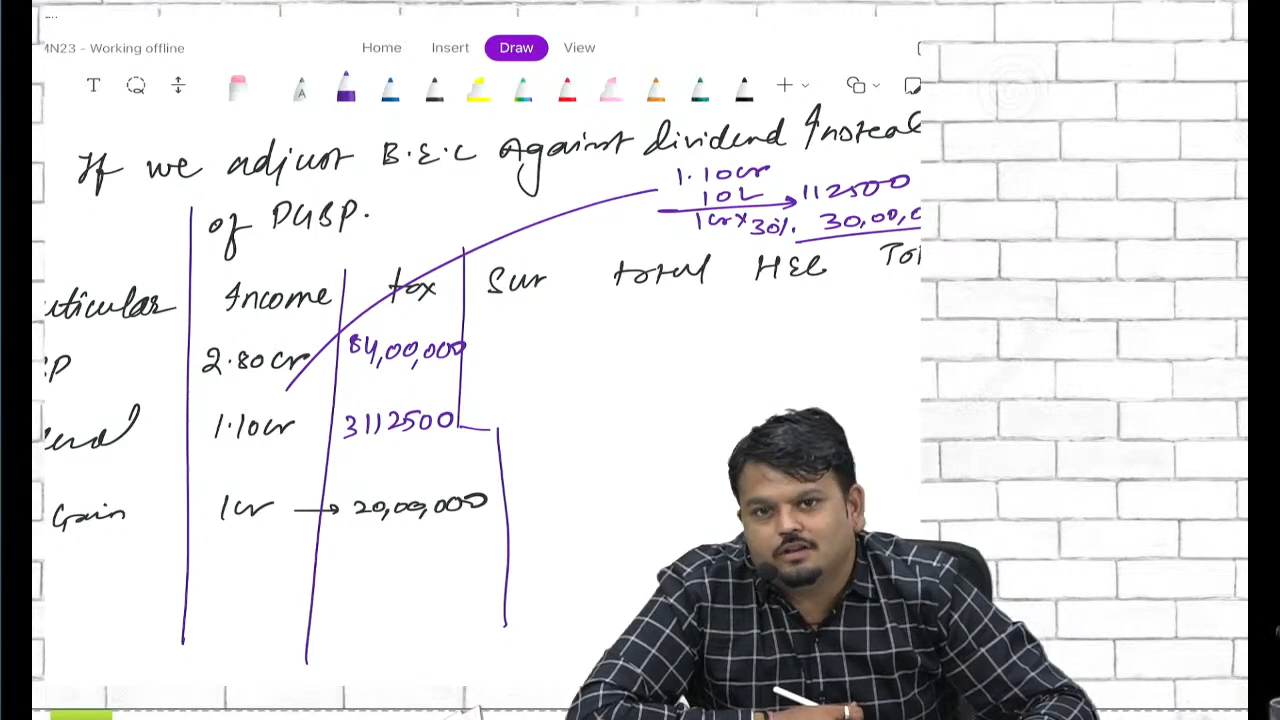 MN23 - Working offline
Home Insert Draw View
T
A
If we adjust B.E.L Against dividend Instead
of PGBP.
1.10cr
10L 112500
1cr x 30% 30,00,0
Income tax Sur total HEC Tot
2.80cr 84,00,000
1.10cr 3112500
Gain 1cr → 20,00,000